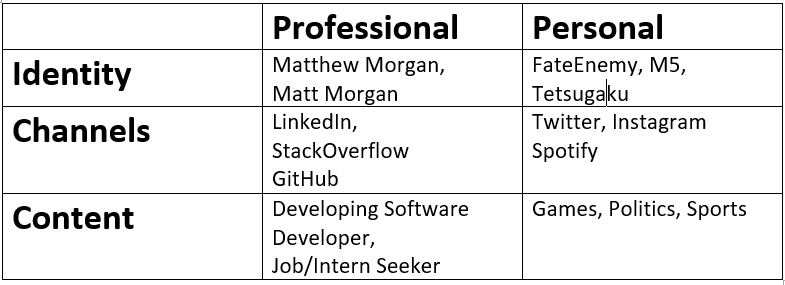 Professional Personal
Identity Matthew Morgan, FateEnemy, M5,
Matt Morgan Tetsugaku
Channels LinkedIn, Twitter, Instagram
StackOverflow Spotify
GitHub
Content Developing Software Games, Politics, Sports
Developer,
Job/Intern Seeker